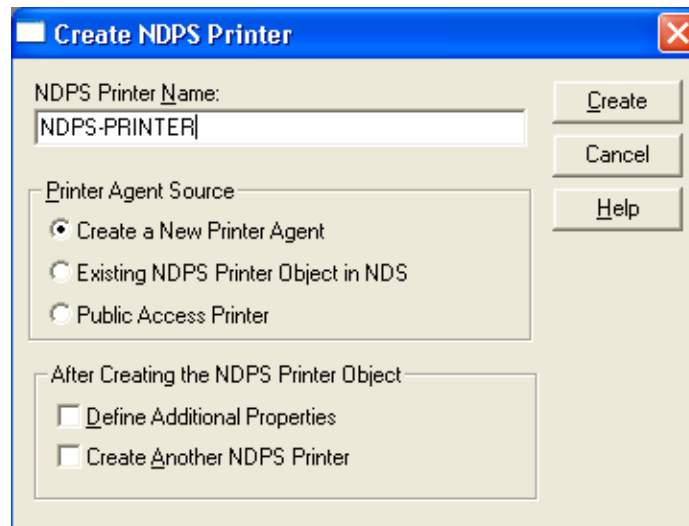 Create NDPS Printer
NDPS Printer Name:
NDPS-PRINTER
Create
Cancel
Help
Printer Agent Source
Create a New Printer Agent
Existing NDPS Printer Object in NDS
Public Access Printer
After Creating the NDPS Printer Object
Define Additional Properties
Create Another NDPS Printer